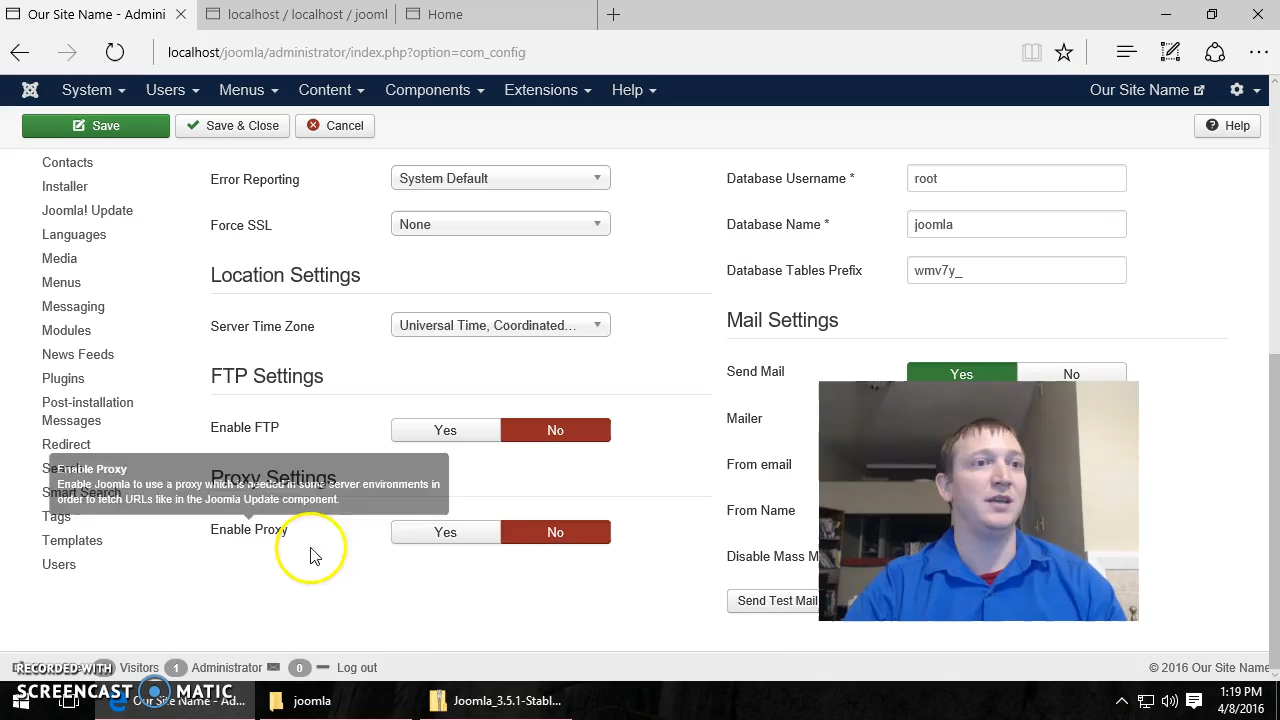 Our Site Name - Admini
localhost / localhost / jooml
Home
localhost/joomla/administrator/index.php?option=com_config
System
Users
Menus
Content
Components
Extensions
Help
Our Site Name
Save
Save & Close
Cancel
Help
Contacts
Installer
Joomla! Update
Languages
Media
Menus
Messaging
Modules
News Feeds
Plugins
Post-installation
Messages
Redirect
Search
Smart Search
Tags
Templates
Users
Error Reporting
System Default
Force SSL
None
Location Settings
Server Time Zone
Universal Time, Coordinated...
FTP Settings
Enable FTP
Yes
No
Proxy Settings
Enable Proxy
Enable Joomla to use a proxy which is needed in some server environments in
order to fetch URLs like in the Joomla Update component.
Enable Proxy
Yes
No
Database Username *
root
Database Name *
joomla
Database Tables Prefix
wmv7y_
Mail Settings
Send Mail
Yes
No
Mailer
From email
From Name
Disable Mass M
Send Test Mail
Visitors
1
Administrator
0
Log out
© 2016 Our Site Name
RECORDED WITH
SCREENCAST MATIC
Our Site Name - Ad...
joomla
Joomla_3.5.1-Stabl...
1:19 PM
4/8/2016